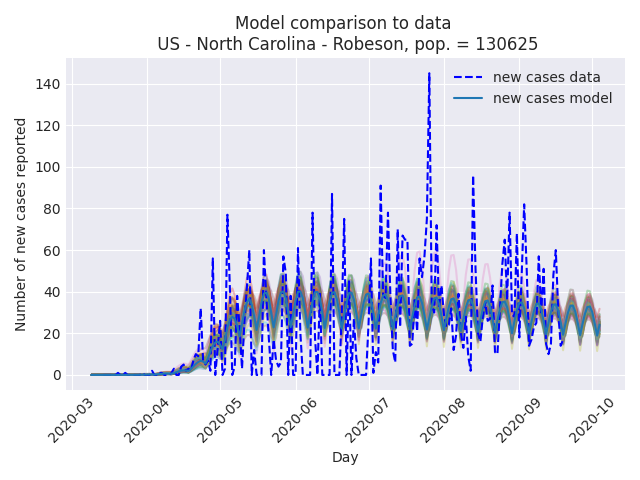 Model comparison to data
US - North Carolina - Robeson, pop. = 130625
new cases data
new cases model
Number of new cases reported
140
120
100
80
60
40
20
0
2020-03
2020-04
2020-05
2020-06
2020-07
2020-08
2020-09
2020-10
Day